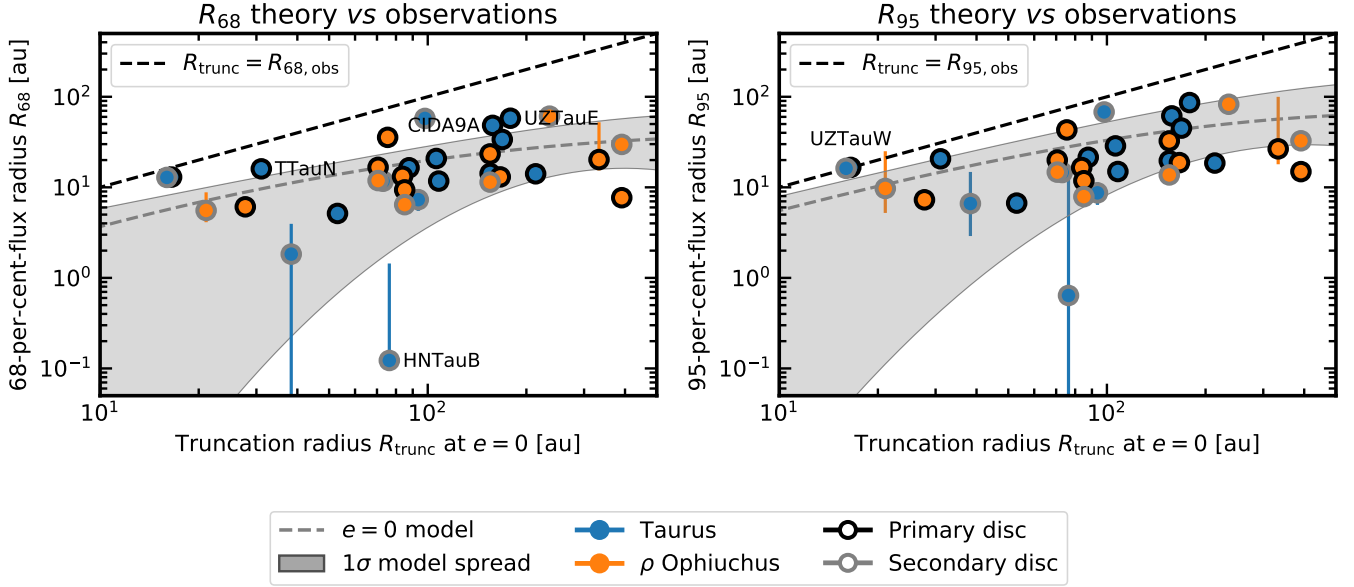 R68 theory vs observations
68-per-cent-flux radius R68 [au]
Rtrunc = R68, obs
10² 10¹ 10⁰ 10⁻¹
CIDA9A
UZTauE
TTauN
HNTauB
10¹ 10²
Truncation radius Rtrunc at e = 0 [au]
R95 theory vs observations
95-per-cent-flux radius R95 [au]
Rtrunc = R95, obs
10² 10¹ 10⁰ 10⁻¹
UZTauW
10¹ 10²
Truncation radius Rtrunc at e = 0 [au]
e = 0 model
1σ model spread
Taurus
ρ Ophiuchus
Primary disc
Secondary disc